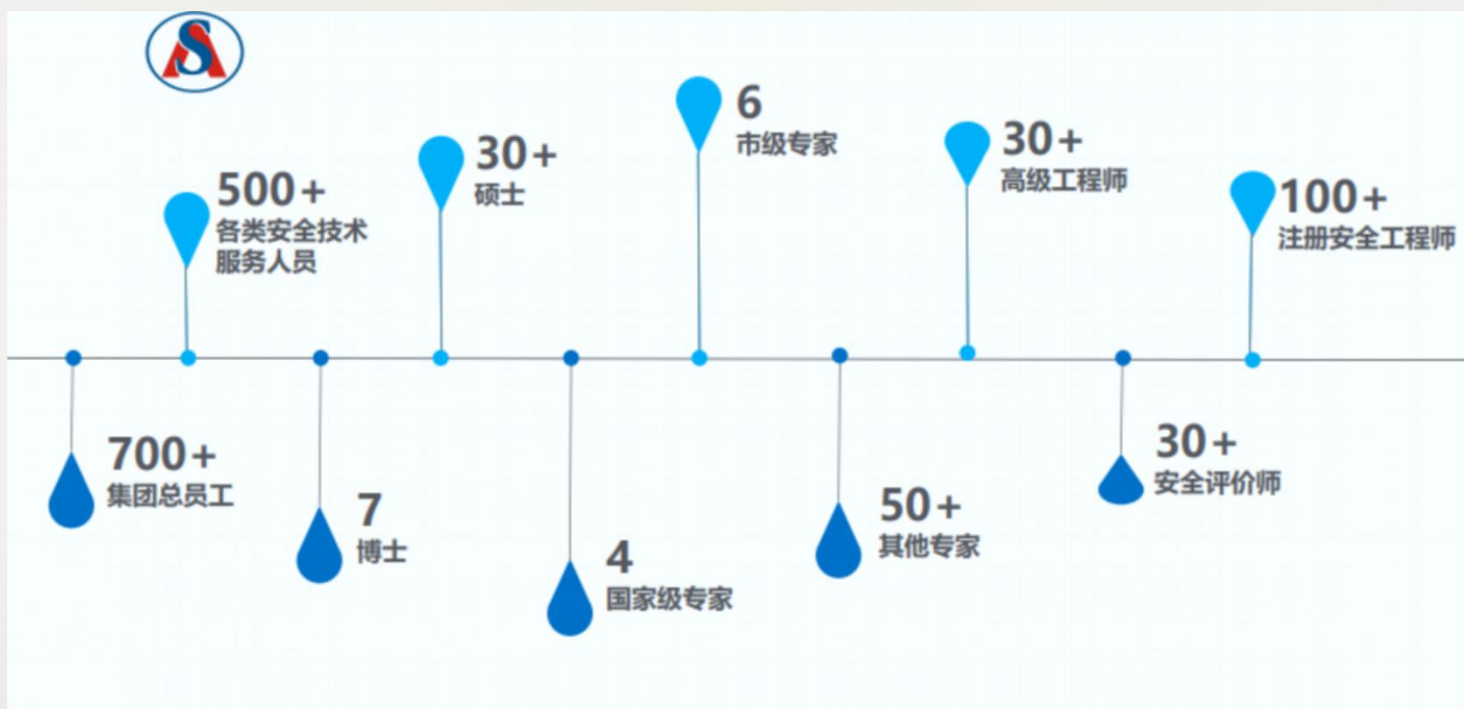 700+
集团总员工
500+
各类安全技术
服务人员
7
博士
30+
硕士
4
国家级专家
6
市级专家
50+
其他专家
30+
高级工程师
30+
安全评价师
100+
注册安全工程师